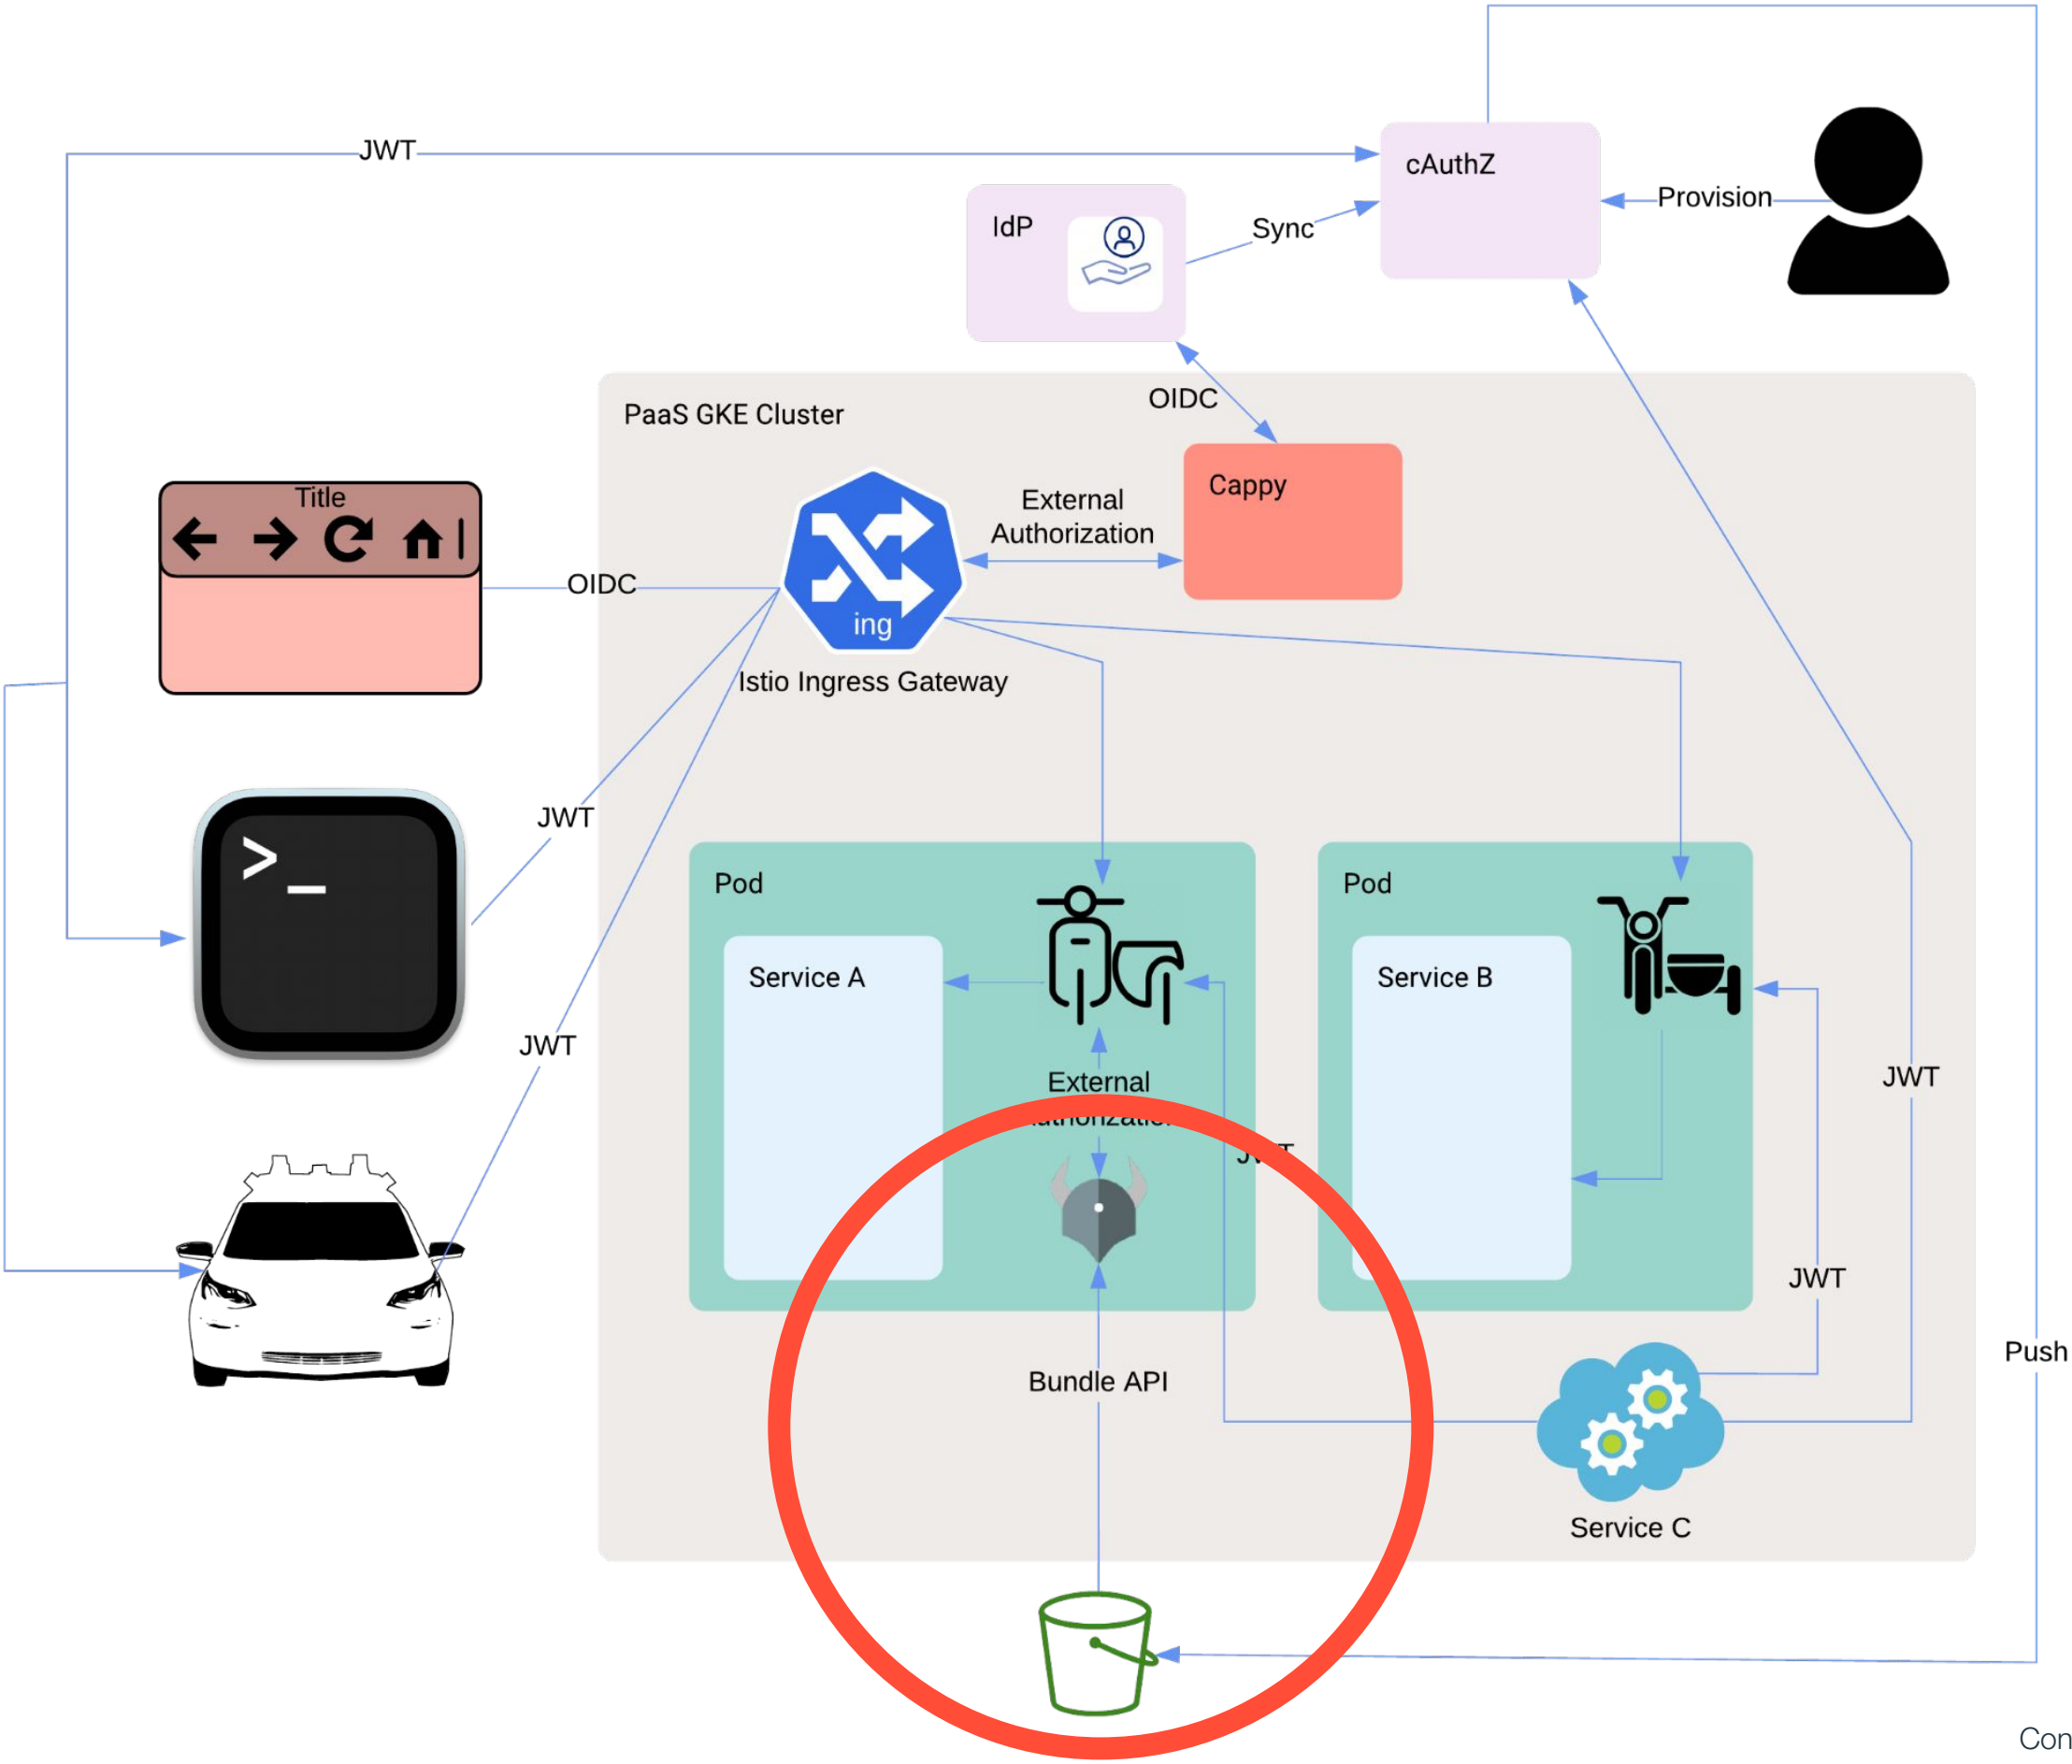 JWT
cAuthZ
Provision
IdP
Sync
OIDC
PaaS GKE Cluster
Cappy
Title
External
Authorization
OIDC
ing
Istio Ingress Gateway
JWT
>_
Pod
Pod
Service A
Service B
JWT
External
JWT
JWT
Push
Bundle API
Service C
Con